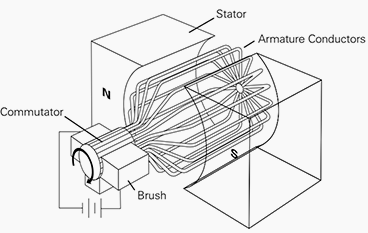 Stator
Armature Conductors
N
Commutator
S
Brush